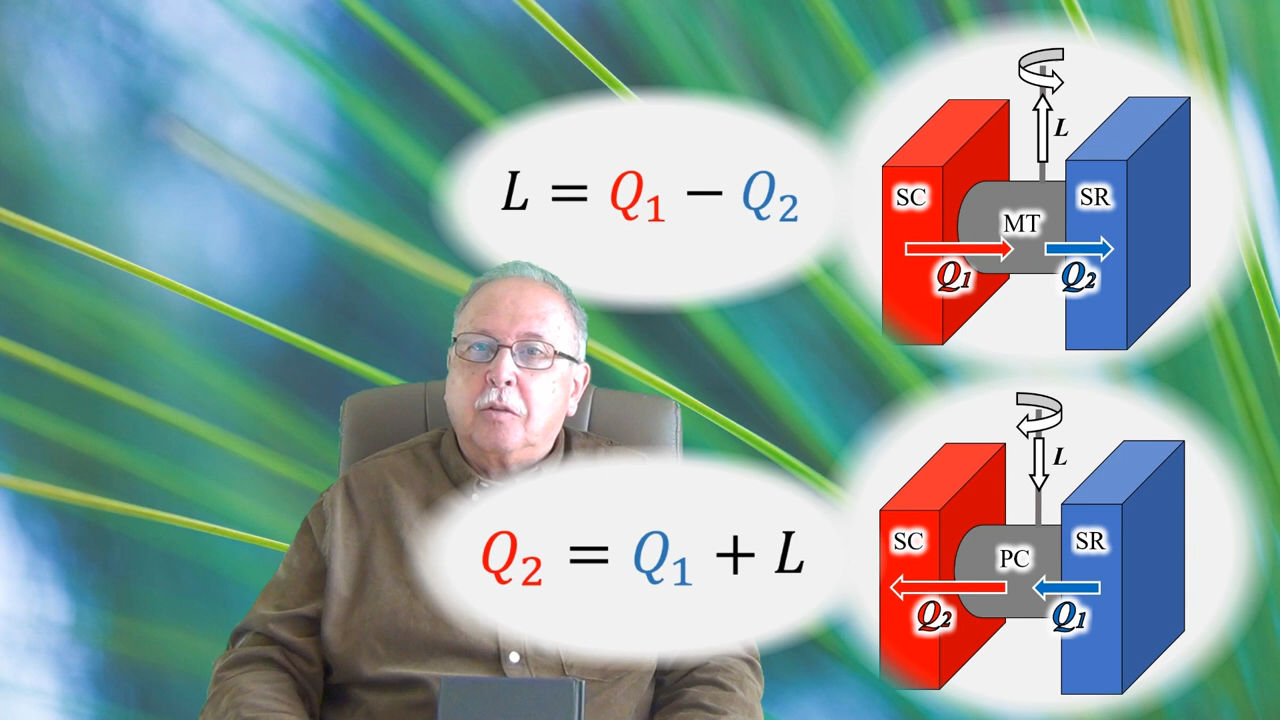 L = Q₁ − Q₂
L
SC
MT
SR
Q₁
Q₂
Q₂ = Q₁ + L
L
SC
PC
SR
Q₂
Q₁